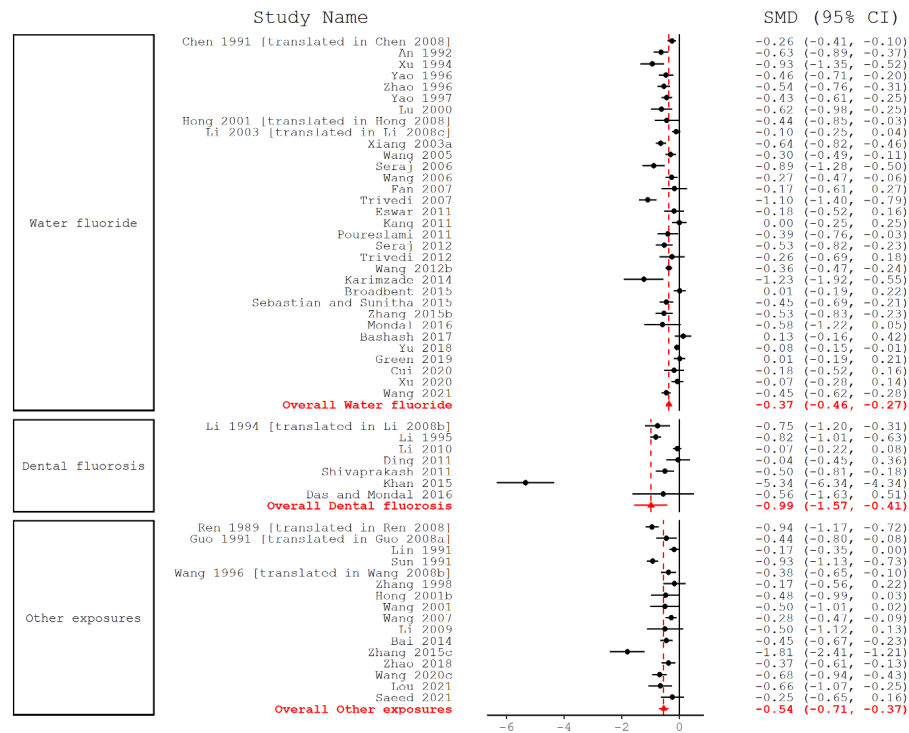 Study Name SMD (95% CI)
Water fluoride
Chen 1991 [translated in Chen 2008] -0.26 (-0.41, -0.10)
An 1992 -0.63 (-0.89, -0.37)
Xu 1994 -0.93 (-1.35, -0.52)
Yao 1996 -0.46 (-0.71, -0.20)
Zhao 1996 -0.54 (-0.76, -0.31)
Yao 1997 -0.43 (-0.61, -0.25)
Lu 2000 -0.62 (-0.98, -0.25)
Hong 2001 [translated in Hong 2008] -0.44 (-0.85, -0.03)
Li 2003 [translated in Li 2008c] -0.10 (-0.25, 0.04)
Xiang 2003a -0.64 (-0.82, -0.46)
Wang 2005 -0.30 (-0.49, -0.11)
Seraj 2006 -0.89 (-1.28, -0.50)
Wang 2006 -0.27 (-0.47, -0.06)
Fan 2007 -0.17 (-0.61, 0.27)
Trivedi 2007 -1.10 (-1.40, -0.79)
Eswar 2011 -0.18 (-0.52, 0.16)
Kang 2011 0.00 (-0.25, 0.25)
Poureslami 2011 -0.39 (-0.76, -0.03)
Seraj 2012 -0.53 (-0.82, -0.23)
Trivedi 2012 -0.26 (-0.69, 0.18)
Wang 2012b -0.36 (-0.47, -0.24)
Karimzade 2014 -1.23 (-1.92, -0.55)
Broadbent 2015 0.01 (-0.19, 0.22)
Sebastian and Sunitha 2015 -0.45 (-0.69, -0.21)
Zhang 2015b -0.53 (-0.83, -0.23)
Mondal 2016 -0.58 (-1.22, 0.05)
Bashash 2017 0.13 (-0.16, 0.42)
Yu 2018 -0.08 (-0.15, -0.01)
Green 2019 0.01 (-0.19, 0.21)
Cui 2020 -0.18 (-0.52, 0.16)
Xu 2020 -0.07 (-0.28, 0.14)
Wang 2021 -0.45 (-0.62, -0.28)
Overall Water fluoride -0.37 (-0.46, -0.27)
Dental fluorosis
Li 1994 [translated in Li 2008b] -0.75 (-1.20, -0.31)
Li 1995 -0.82 (-1.01, -0.63)
Li 2010 -0.07 (-0.22, 0.08)
Ding 2011 -0.04 (-0.45, 0.36)
Shivaprakash 2011 -0.50 (-0.81, -0.18)
Khan 2015 -5.34 (-6.34, -4.34)
Das and Mondal 2016 -0.56 (-1.63, 0.51)
Overall Dental fluorosis -0.99 (-1.57, -0.41)
Other exposures
Ren 1989 [translated in Ren 2008] -0.94 (-1.17, -0.72)
Guo 1991 [translated in Guo 2008a] -0.44 (-0.80, -0.08)
Lin 1991 -0.17 (-0.35, 0.00)
Sun 1991 -0.93 (-1.13, -0.73)
Wang 1996 [translated in Wang 2008b] -0.38 (-0.65, -0.10)
Zhang 1998 -0.17 (-0.56, 0.22)
Hong 2001b -0.48 (-0.99, 0.03)
Wang 2001 -0.50 (-1.01, 0.02)
Wang 2007 -0.28 (-0.47, -0.09)
Li 2009 -0.50 (-1.12, 0.13)
Bai 2014 -0.45 (-0.67, -0.23)
Zhang 2015c -1.81 (-2.41, -1.21)
Zhao 2018 -0.37 (-0.61, -0.13)
Wang 2020c -0.68 (-0.94, -0.43)
Lou 2021 -0.66 (-1.07, -0.25)
Saeed 2021 -0.25 (-0.65, 0.16)
Overall Other exposures -0.54 (-0.71, -0.37)
-6 -4 -2 0